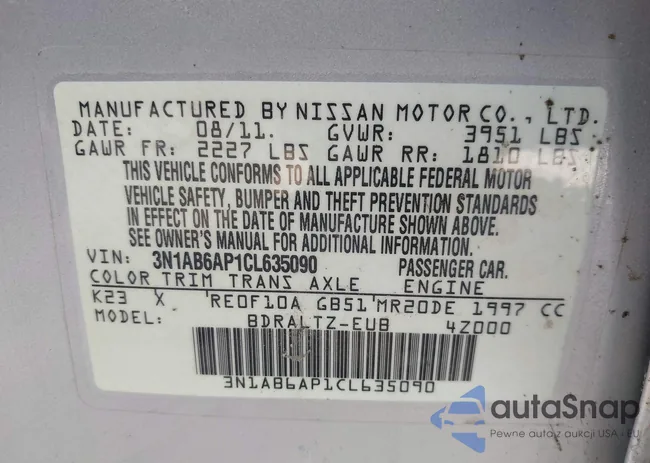 MANUFACTURED BY NISSAN MOTOR CO., LTD.
DATE: 08/11. GVWR: 3951 LBS
GAWR FR: 2227 LBS GAWR RR: 1810 LBS
THIS VEHICLE CONFORMS TO ALL APPLICABLE FEDERAL MOTOR
VEHICLE SAFETY, BUMPER AND THEFT PREVENTION STANDARDS
IN EFFECT ON THE DATE OF MANUFACTURE SHOWN ABOVE.
SEE OWNER'S MANUAL FOR ADDITIONAL INFORMATION.
VIN: 3N1AB6AP1CL635090 PASSENGER CAR.
COLOR TRIM TRANS AXLE ENGINE
K23 X RE0F10A GB51 MR20DE 1997 CC
MODEL: BDRALTZ-EUB 4Z000
3N1AB6AP1CL635090
autaSnap
Pewne auto z aukcji USA - EU